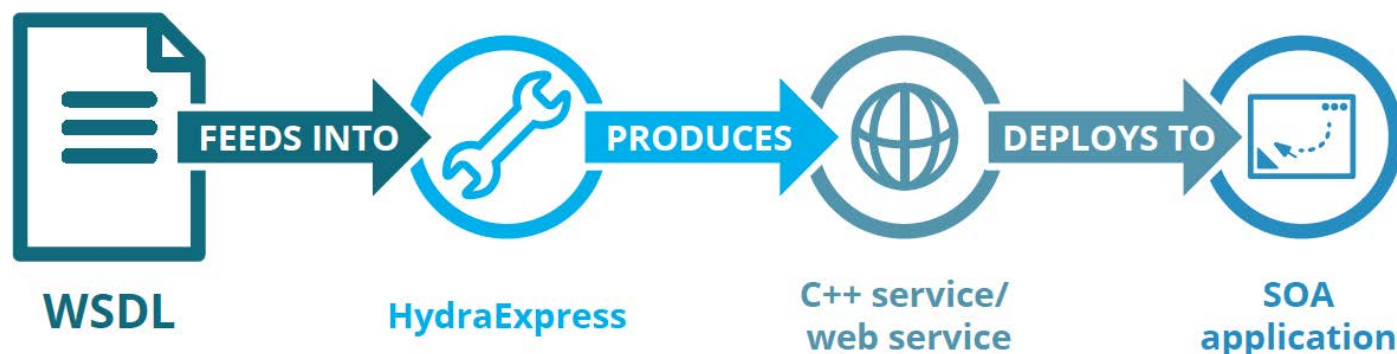 FEEDS INTO
PRODUCES
DEPLOYS TO
WSDL
HydraExpress
C++ service/
web service
SOA
application